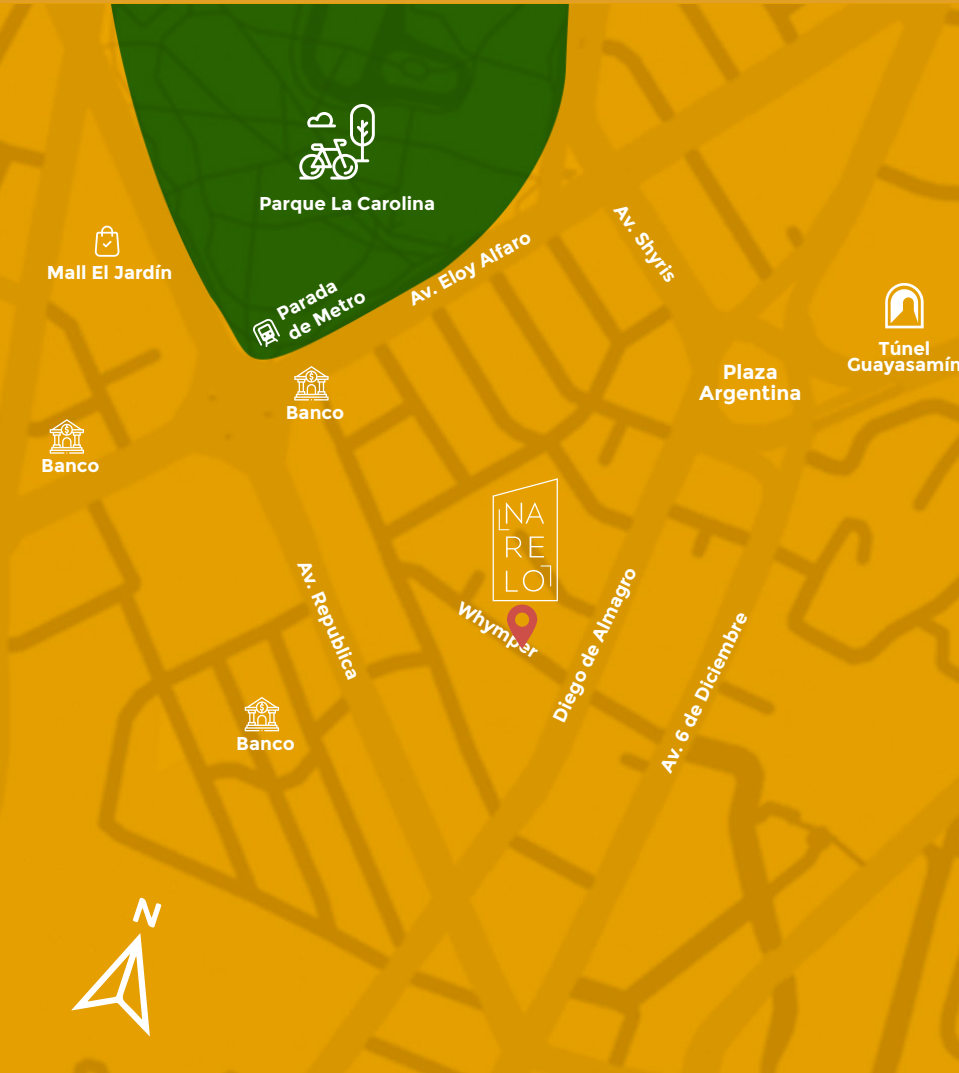 Parque La Carolina
Av. Shyris
Av. Eloy Alfaro
Mall El Jardín
Parada
de Metro
Túnel
Guayasamín
Plaza
Argentina
Banco
Banco
NA
RE
LO
Av. Republica
Whymper
Diego de Almagro
Av. 6 de Diciembre
Banco
N